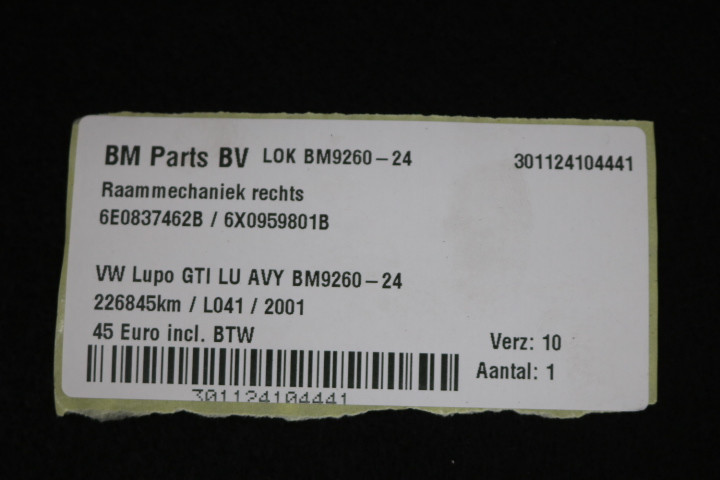 BM Parts BV LOK BM9260-24 301124104441
Raammechaniek rechts
6E0837462B / 6X0959801B
VW Lupo GTI LU AVY BM9260-24
226845km / L041 / 2001
45 Euro incl. BTW
Verz: 10
Aantal: 1
301124104441